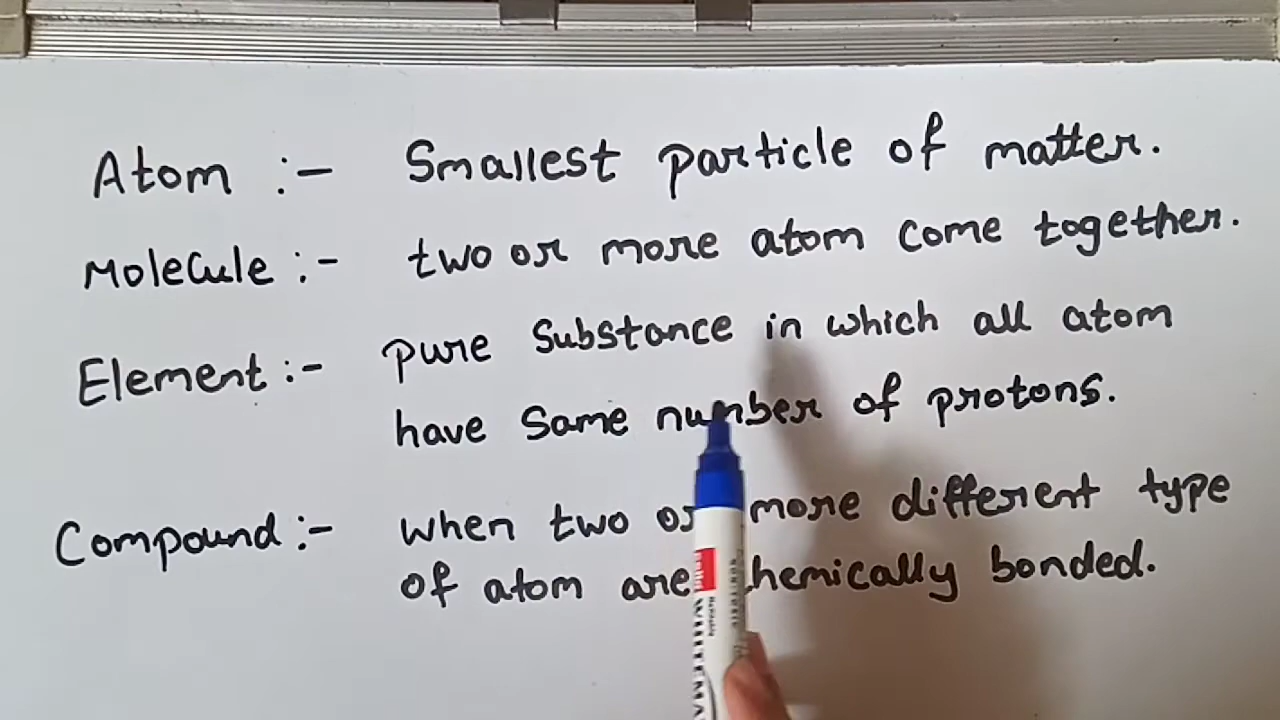 Atom :- Smallest particle of matter.
Molecule :- two or more atom come together.
Element :- pure Substance in which all atom
have Same number of protons.
Compound :- when two or more different type
of atom are chemically bonded.